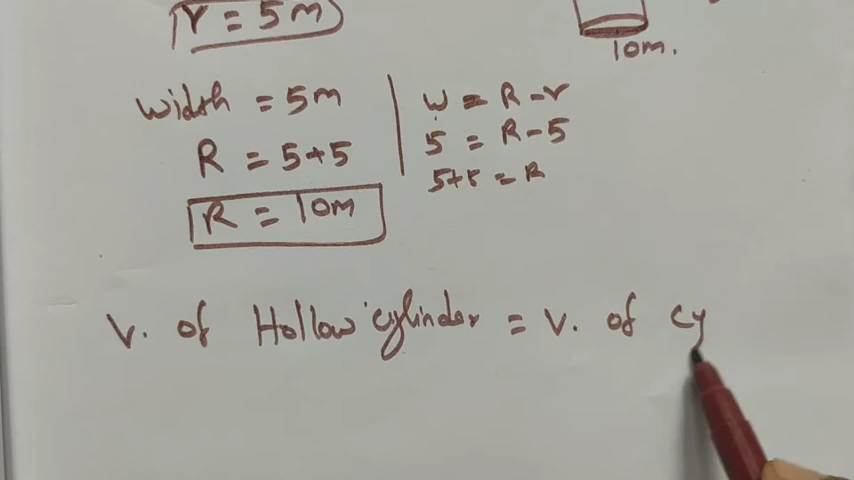 r = 5m
10m.
Width = 5m
w = R-r
R = 5+5
5 = R-5
5+5 = R
R = 10m
V. of Hollow cylinder = V. of Cy